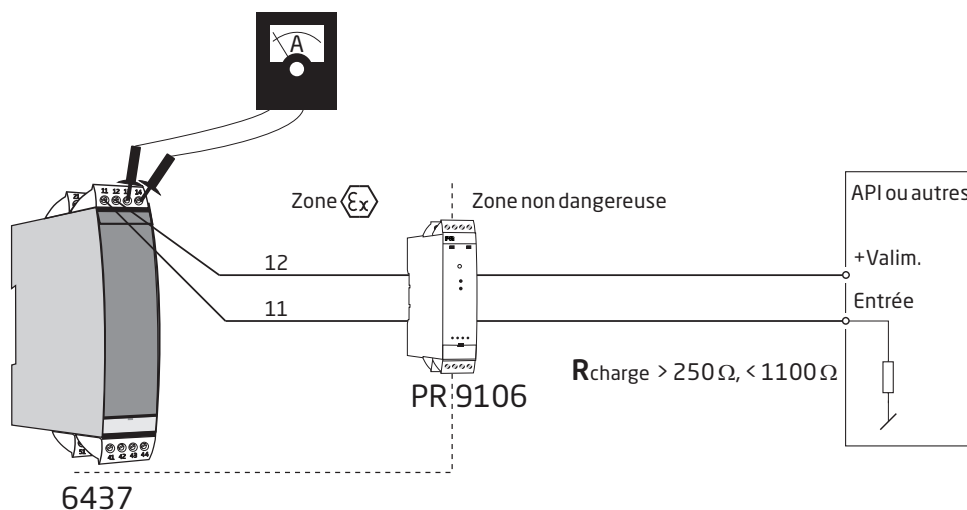 A
11 12 13 14
Zone Ex
Zone non dangereuse
API ou autres
PR
12
+Valim.
11
Entrée
Rcharge > 250 Ω, < 1100 Ω
PR 9106
41 42 43 44
6437